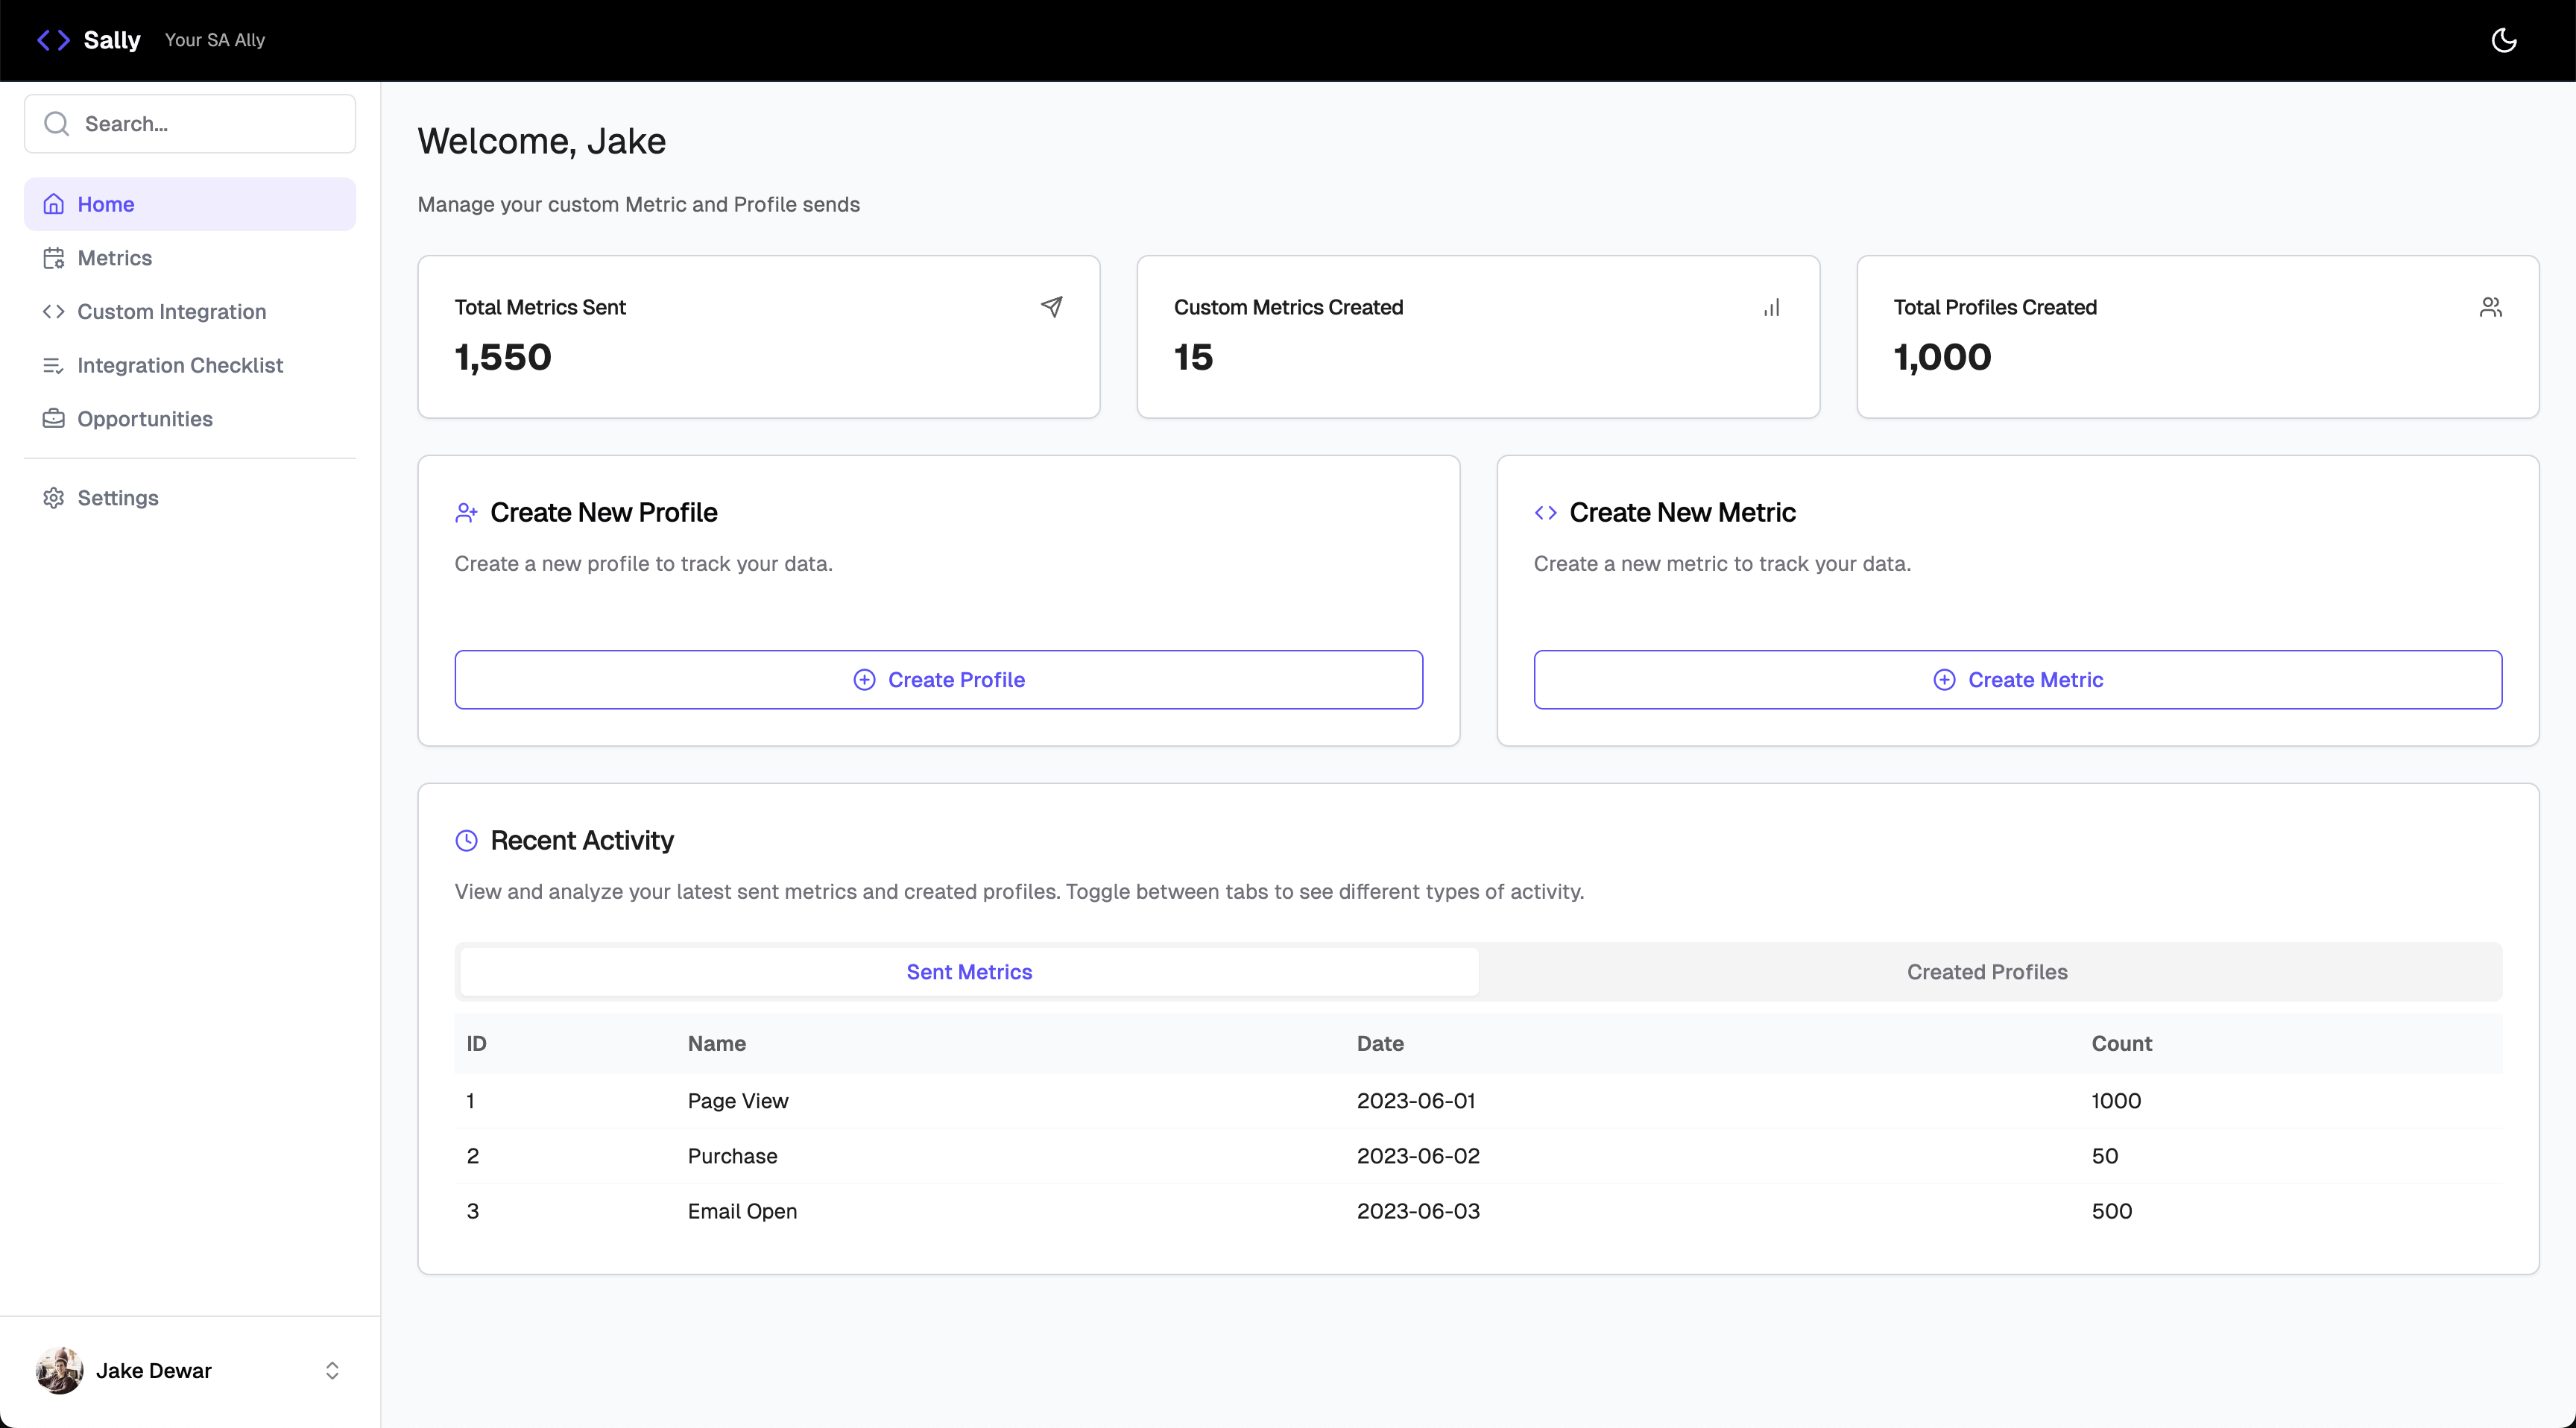 Sally Your SA Ally
Search...
Home
Metrics
Custom Integration
Integration Checklist
Opportunities
Settings
Jake Dewar
Welcome, Jake
Manage your custom Metric and Profile sends
Total Metrics Sent
1,550
Custom Metrics Created
15
Total Profiles Created
1,000
Create New Profile
Create a new profile to track your data.
Create Profile
Create New Metric
Create a new metric to track your data.
Create Metric
Recent Activity
View and analyze your latest sent metrics and created profiles. Toggle between tabs to see different types of activity.
Sent Metrics Created Profiles
ID Name Date Count
1 Page View 2023-06-01 1000
2 Purchase 2023-06-02 50
3 Email Open 2023-06-03 500